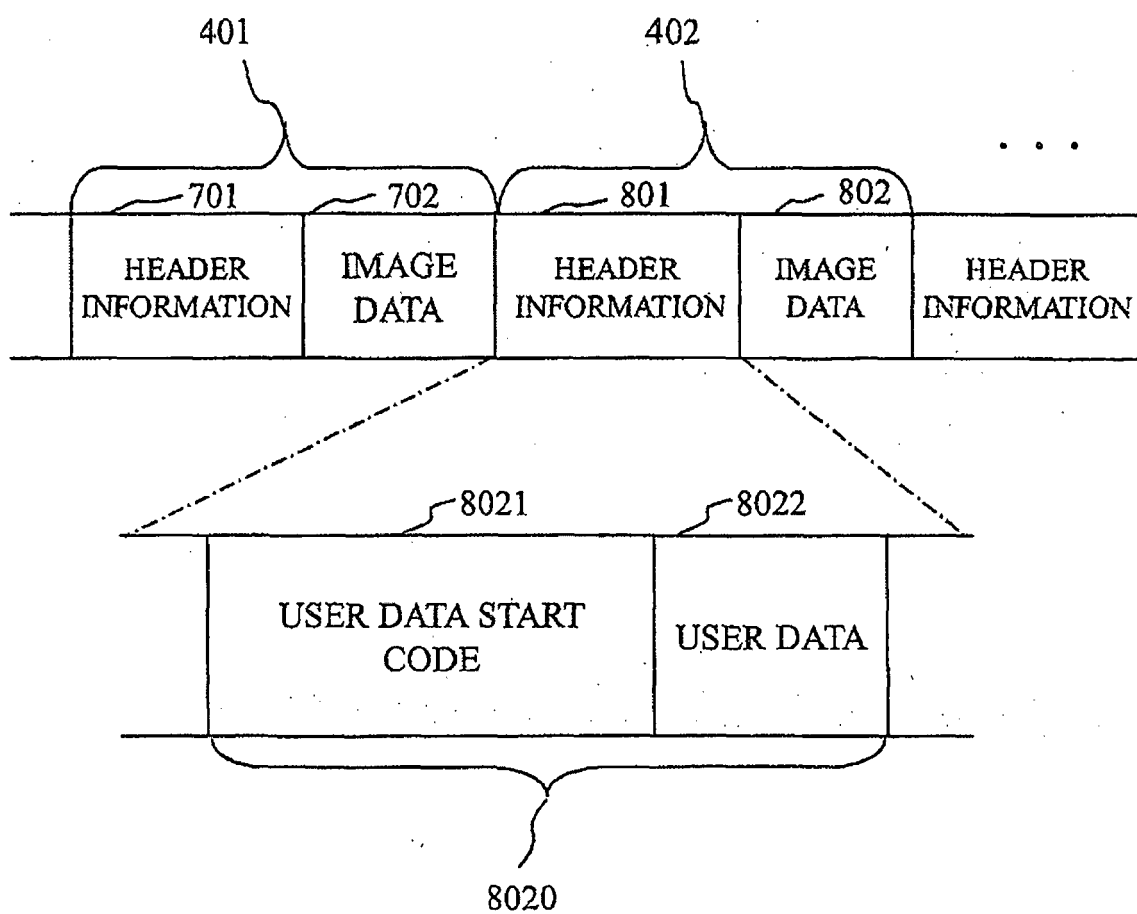 401
402
. . .
701
702
801
802
HEADER
INFORMATION
IMAGE
DATA
HEADER
INFORMATION
IMAGE
DATA
HEADER
INFORMATION
8021
8022
USER DATA START
CODE
USER DATA
8020